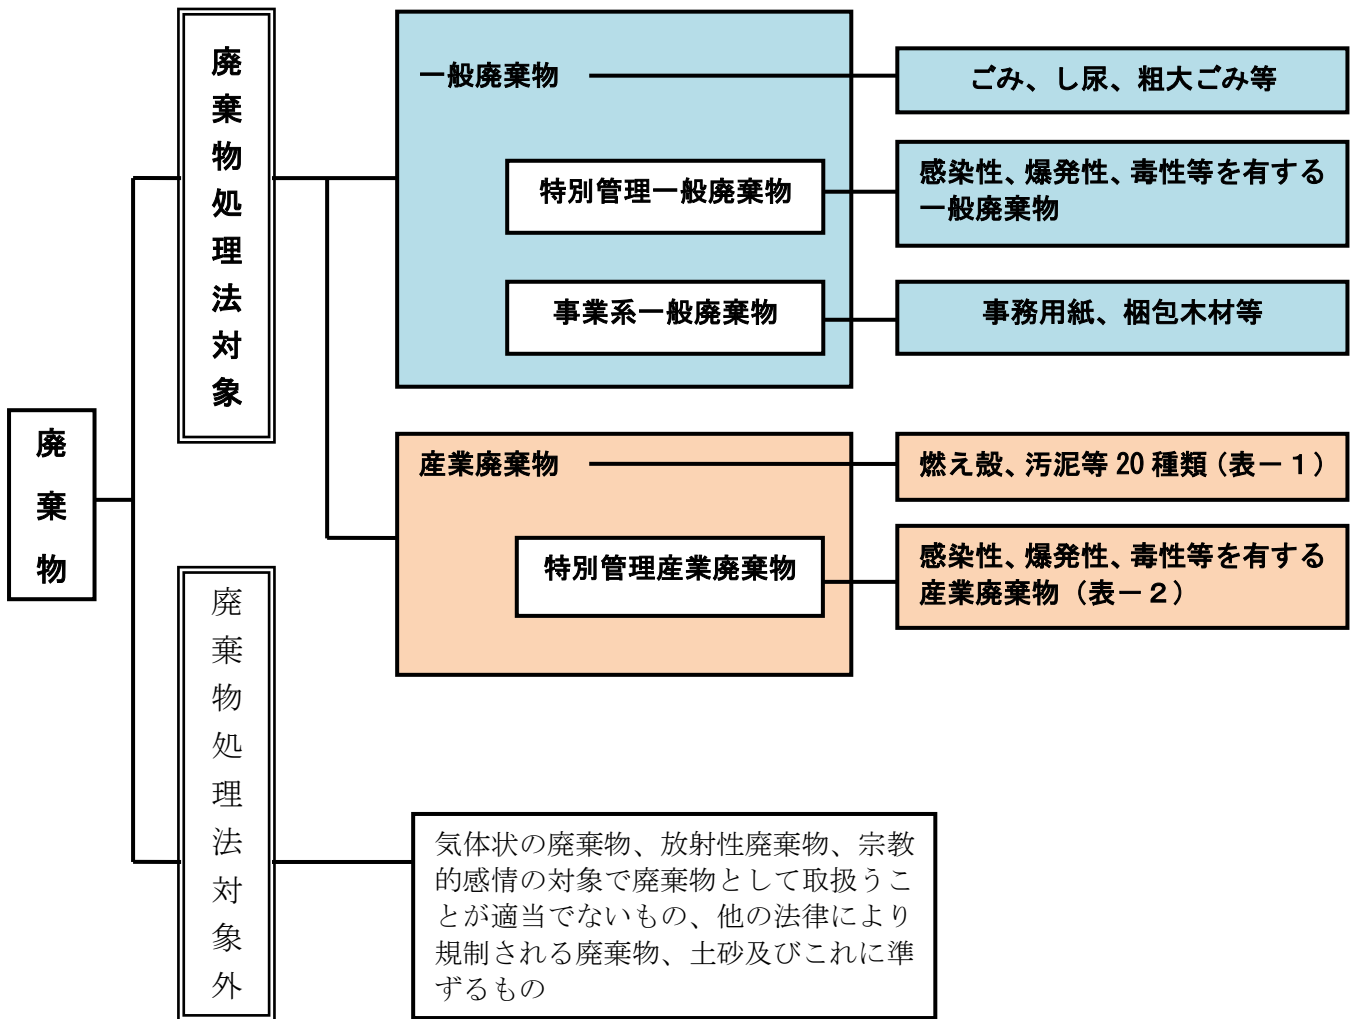 廃棄物
廃棄物処理法対象
一般廃棄物
ごみ、し尿、粗大ごみ等
特別管理一般廃棄物
感染性、爆発性、毒性等を有する
一般廃棄物
事業系一般廃棄物
事務用紙、梱包木材等
産業廃棄物
燃え殻、汚泥等 20 種類（表－１）
特別管理産業廃棄物
感染性、爆発性、毒性等を有する
産業廃棄物（表－２）
廃棄物処理法対象外
気体状の廃棄物、放射性廃棄物、宗教
的感情の対象で廃棄物として取扱うこ
とが適当でないもの、他の法律により
規制される廃棄物、土砂及びこれに準
ずるもの